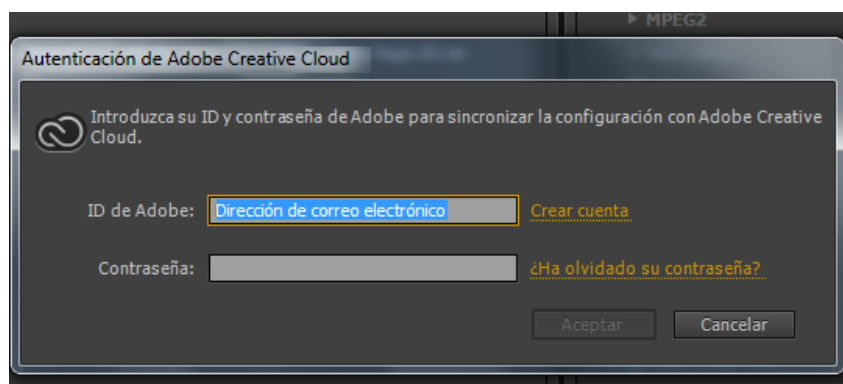 MPEG2
Autenticación de Adobe Creative Cloud
Introduzca su ID y contraseña de Adobe para sincronizar la configuración con Adobe Creative
Cloud.
ID de Adobe: Dirección de correo electrónico Crear cuenta
Contraseña: ¿Ha olvidado su contraseña?
Aceptar Cancelar